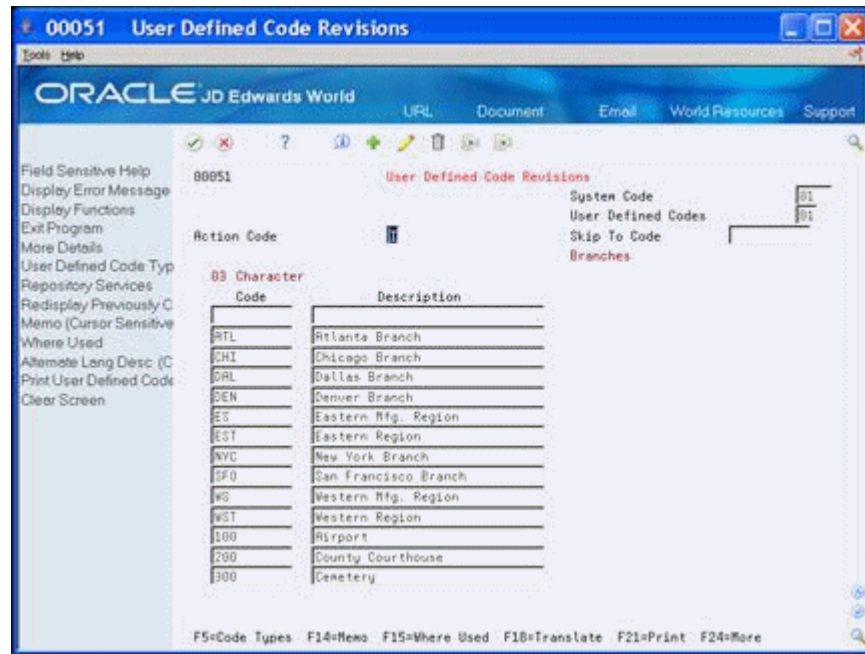 00051 User Defined Code Revisions
Tools Help
ORACLE JD Edwards World
URL Document Email World Resources Support
Field Sensitive Help
Display Error Message
Display Functions
Exit Program
More Details
User Defined Code Typ
Repository Services
Redisplay Previously C
Memo (Cursor Sensitive
Where Used
Alternate Lang Desc (C
Print User Defined Code
Clear Screen
00051 User Defined Code Revisions
System Code 01
User Defined Codes 01
Action Code I Skip To Code
Branches
03 Character
Code Description
ATL Atlanta Branch
CHI Chicago Branch
DAL Dallas Branch
DEN Denver Branch
ES Eastern Mfg. Region
EST Eastern Region
NYC New York Branch
SFO San Francisco Branch
WS Western Mfg. Region
WST Western Region
100 Airport
200 County Courthouse
300 Cemetery
F5=Code Types F14=Memo F15=Where Used F18=Translate F21=Print F24=More